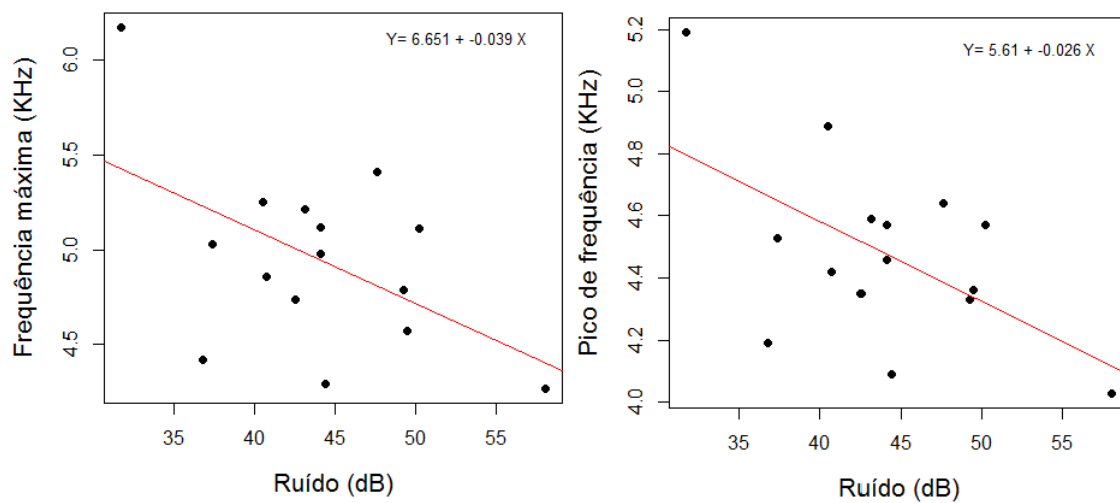 Y= 6.651 + -0.039 X
Frequência máxima (KHz)
6.0
5.5
5.0
4.5
35 40 45 50 55
Ruído (dB)
Y= 5.61 + -0.026 X
Pico de frequência (KHz)
5.2
5.0
4.8
4.6
4.4
4.2
4.0
35 40 45 50 55
Ruído (dB)